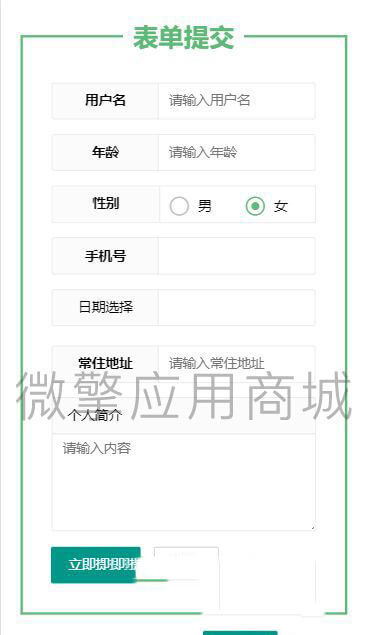 表单提交
用户名 请输入用户名
年龄 请输入年龄
性别 男 女
手机号
日期选择
常住地址 请输入常住地址
微擎应用商城
个人简介
请输入内容
立即